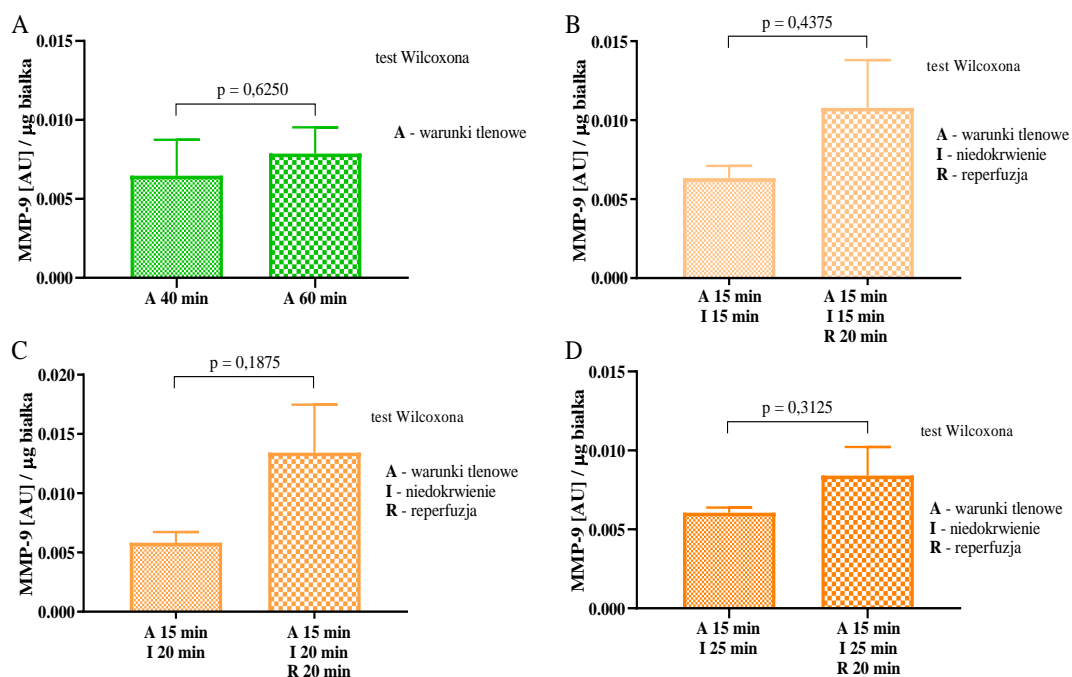 A
MMP-9 [AU] / µg białka
0.015
0.010
0.005
0.000
test Wilcoxona
p = 0,6250
A - warunki tlenowe
A 40 min
A 60 min
B
MMP-9 [AU] / µg białka
0.015
0.010
0.005
0.000
p = 0,4375
test Wilcoxona
A - warunki tlenowe
I - niedokrwienie
R - reperfuzja
A 15 min
I 15 min
A 15 min
I 15 min
R 20 min
C
MMP-9 [AU] / µg białka
0.020
0.015
0.010
0.005
0.000
p = 0,1875
test Wilcoxona
A - warunki tlenowe
I - niedokrwienie
R - reperfuzja
A 15 min
I 20 min
A 15 min
I 20 min
R 20 min
D
MMP-9 [AU] / µg białka
0.015
0.010
0.005
0.000
p = 0,3125
test Wilcoxona
A - warunki tlenowe
I - niedokrwienie
R - reperfuzja
A 15 min
I 25 min
A 15 min
I 25 min
R 20 min